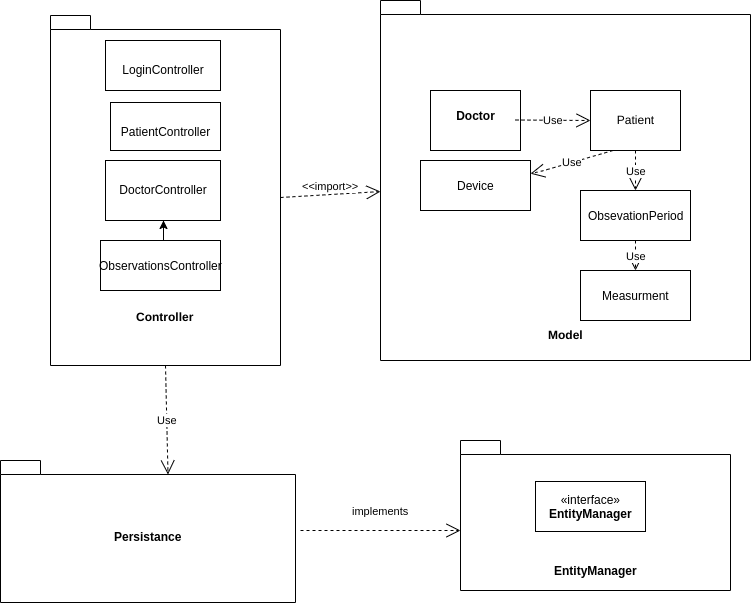 LoginController
PatientController
DoctorController
ObservationsController
Controller
<<import>>
Doctor
Use
Patient
Use
Device
Use
ObsevationPeriod
Use
Measurment
Model
Use
Persistance
implements
«interface»
EntityManager
EntityManager